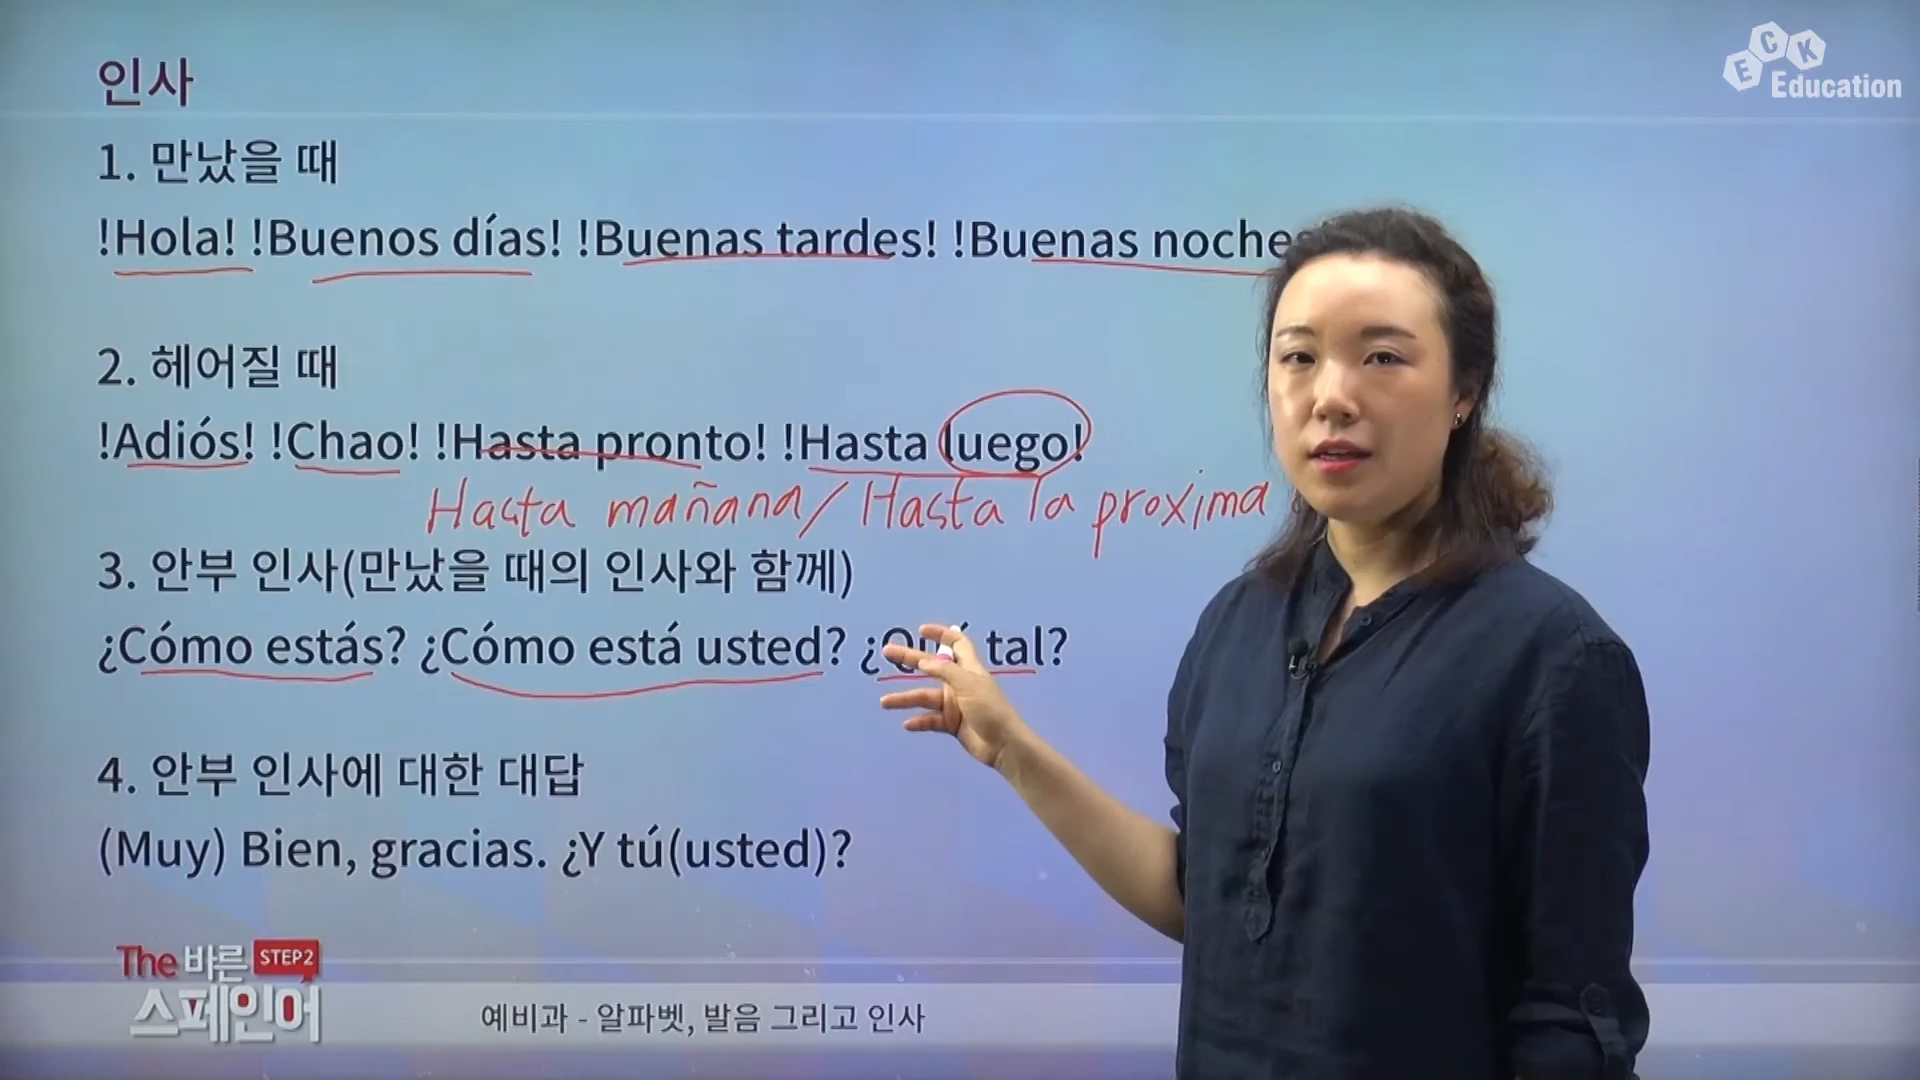 ECK Education
인사
1. 만났을 때
!Hola! !Buenos días! !Buenas tardes! !Buenas noches
2. 헤어질 때
!Adiós! !Chao! !Hasta pronto! !Hasta luego!
Hasta mañana/ Hasta la proxima
3. 안부 인사(만났을 때의 인사와 함께)
¿Cómo estás? ¿Cómo está usted? ¿Qué tal?
4. 안부 인사에 대한 대답
(Muy) Bien, gracias. ¿Y tú(usted)?
The 바른 STEP2
스페인어
예비과 - 알파벳, 발음 그리고 인사